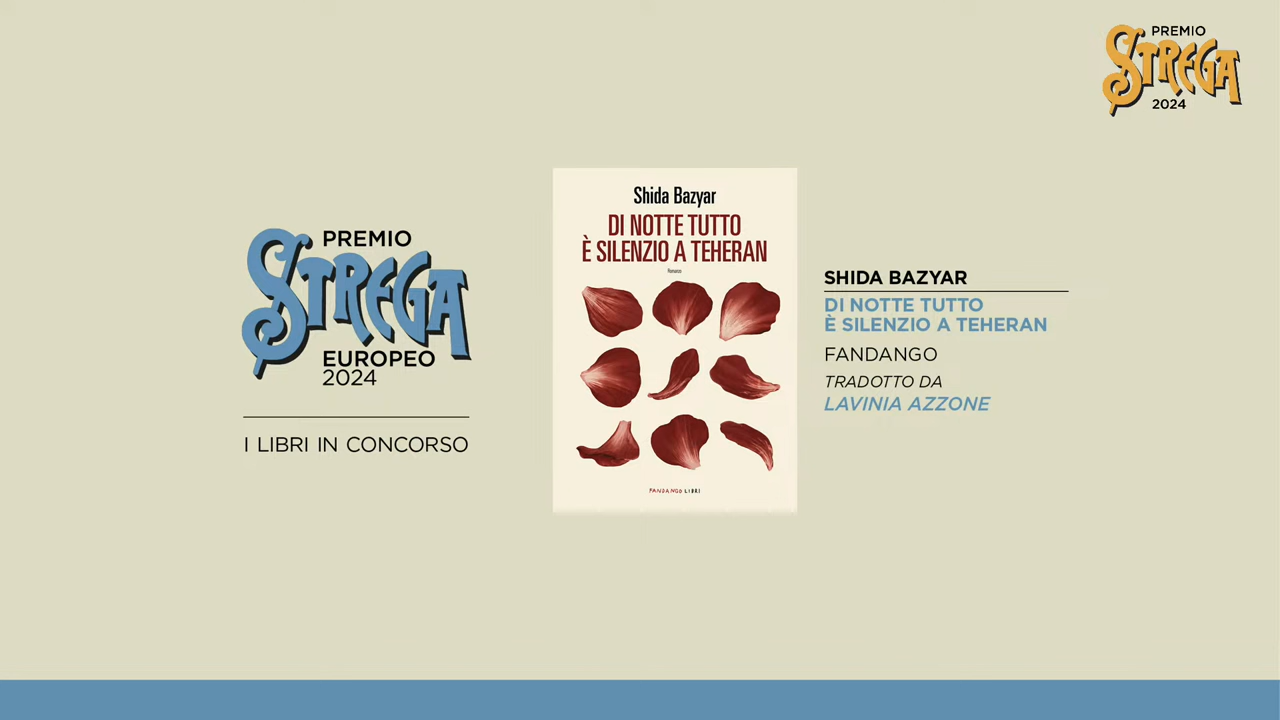 PREMIO
STREGA
2024
PREMIO
STREGA
EUROPEO
2024
I LIBRI IN CONCORSO
Shida Bazyar
DI NOTTE TUTTO
È SILENZIO A TEHERAN
Romanzo
FANDANGO LIBRI
SHIDA BAZYAR
DI NOTTE TUTTO
È SILENZIO A TEHERAN
FANDANGO
TRADOTTO DA
LAVINIA AZZONE